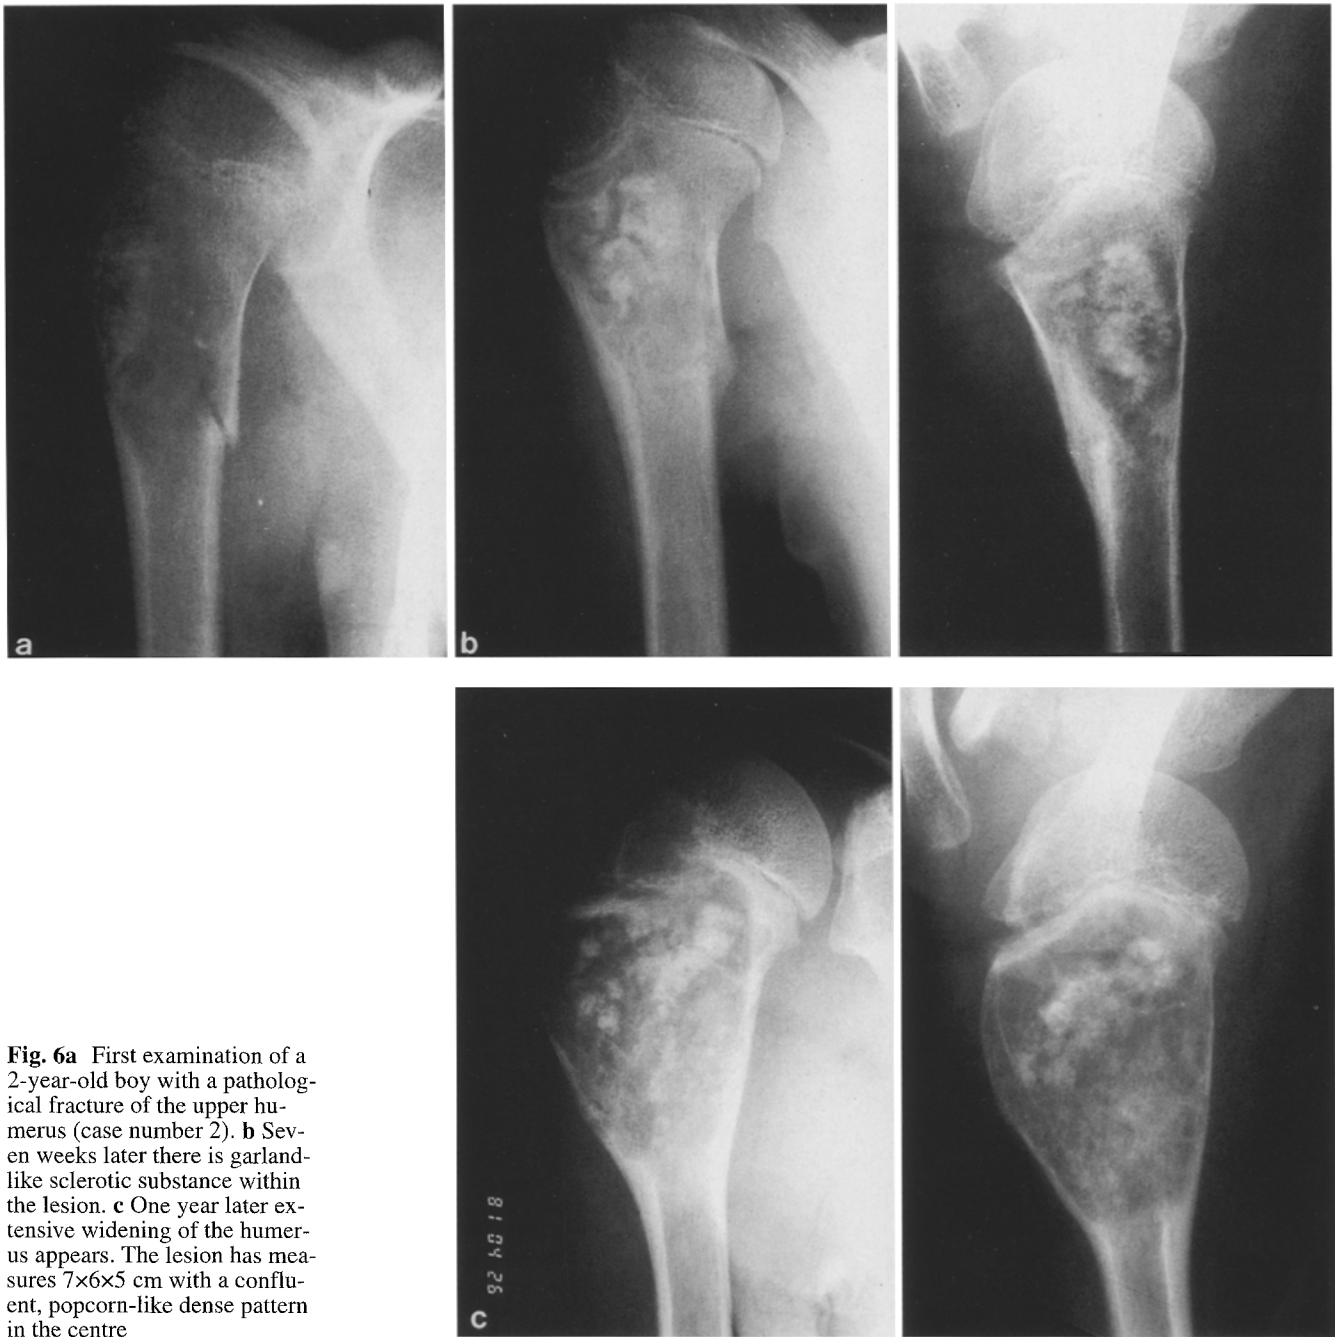 a
b
Fig. 6a First examination of a
2-year-old boy with a patholog-
ical fracture of the upper hu-
merus (case number 2). b Sev-
en weeks later there is garland-
like sclerotic substance within
the lesion. c One year later ex-
tensive widening of the humer-
us appears. The lesion has mea-
sures 7×6×5 cm with a conflu-
ent, popcorn-like dense pattern
in the centre
c